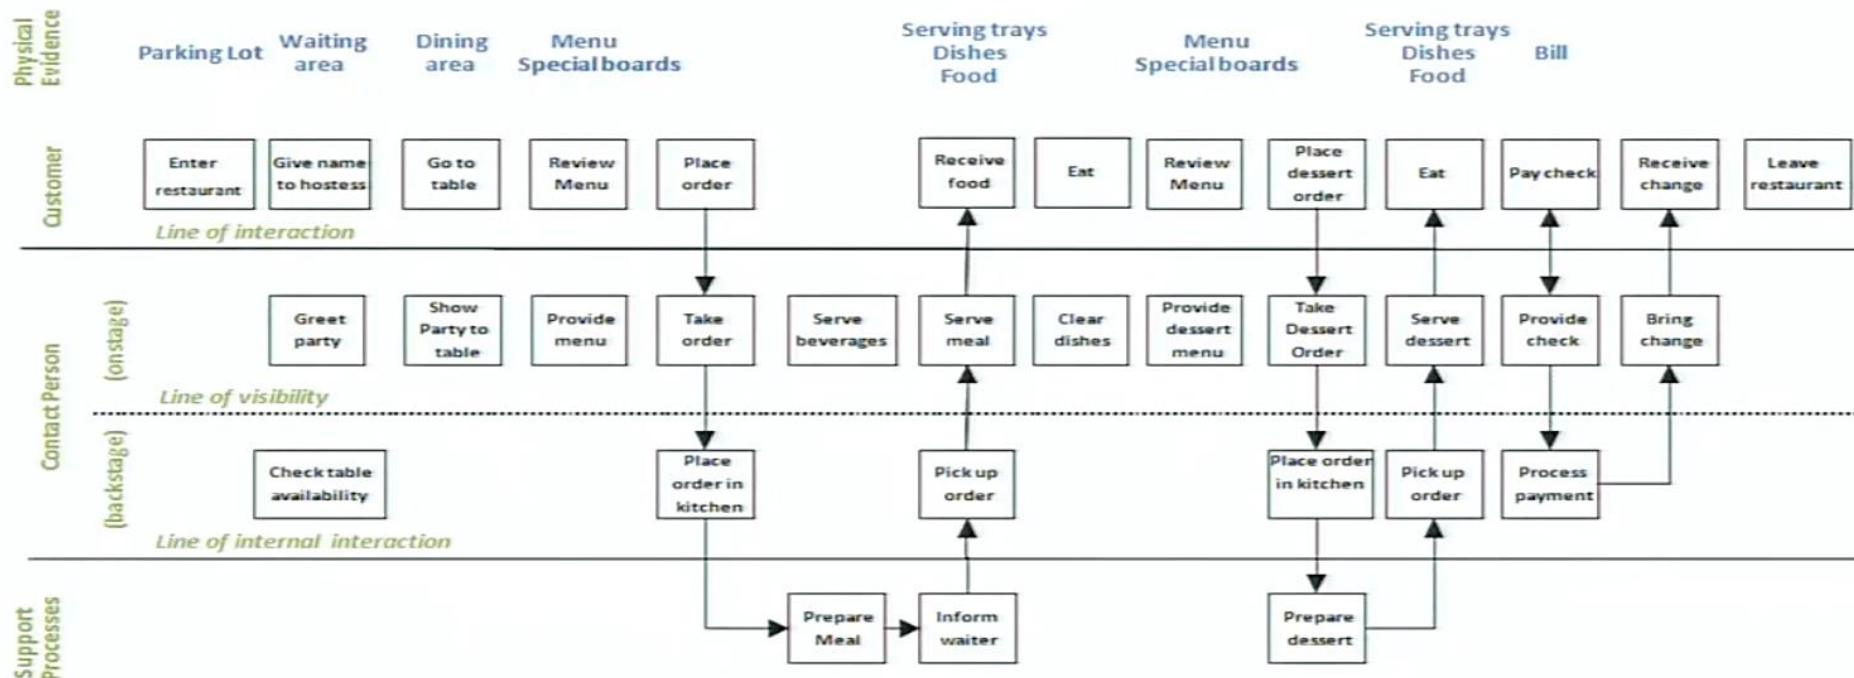 Physical
Evidence
Parking Lot
Waiting
area
Dining
area
Menu
Special boards
Serving trays
Dishes
Food
Menu
Special boards
Serving trays
Dishes
Food
Bill
Customer
Enter
restaurant
Give name
to hostess
Go to
table
Review
Menu
Place
order
Receive
food
Eat
Review
Menu
Place
dessert
order
Eat
Pay check
Receive
change
Leave
restaurant
Line of interaction
Contact Person
(onstage)
Greet
party
Show
Party to
table
Provide
menu
Take
order
Serve
beverages
Serve
meal
Clear
dishes
Provide
dessert
menu
Take
Dessert
Order
Serve
dessert
Provide
check
Bring
change
Line of visibility
(backstage)
Check table
availability
Place
order in
kitchen
Pick up
order
Place order
in kitchen
Pick up
order
Process
payment
Line of internal interaction
Support
Processes
Prepare
Meal
Inform
waiter
Prepare
dessert